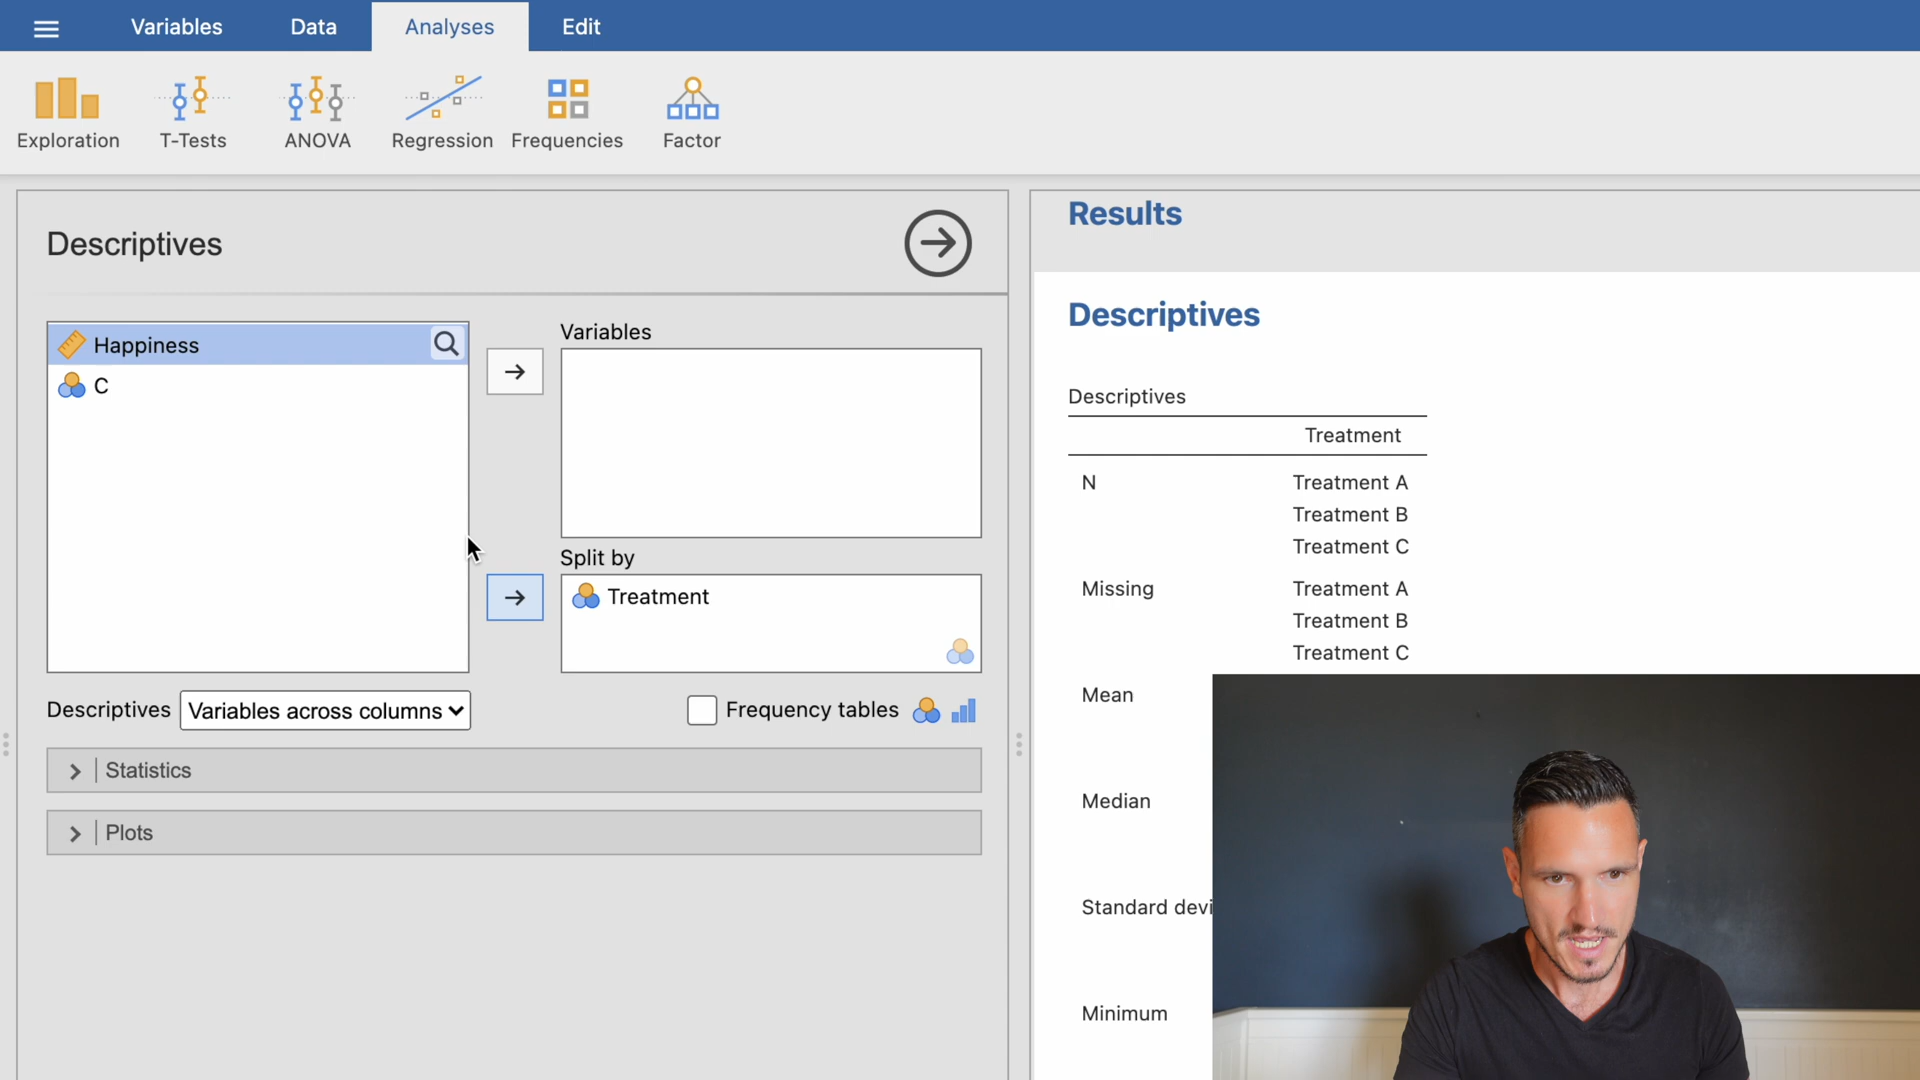 Variables Data Analyses Edit
Exploration T-Tests ANOVA Regression Frequencies Factor
Descriptives
Happiness
C
Variables
Split by
Treatment
Descriptives Variables across columns Frequency tables
Statistics
Plots
Results
Descriptives
Descriptives
Treatment
N Treatment A
Treatment B
Treatment C
Missing Treatment A
Treatment B
Treatment C
Mean
Median
Standard devi
Minimum